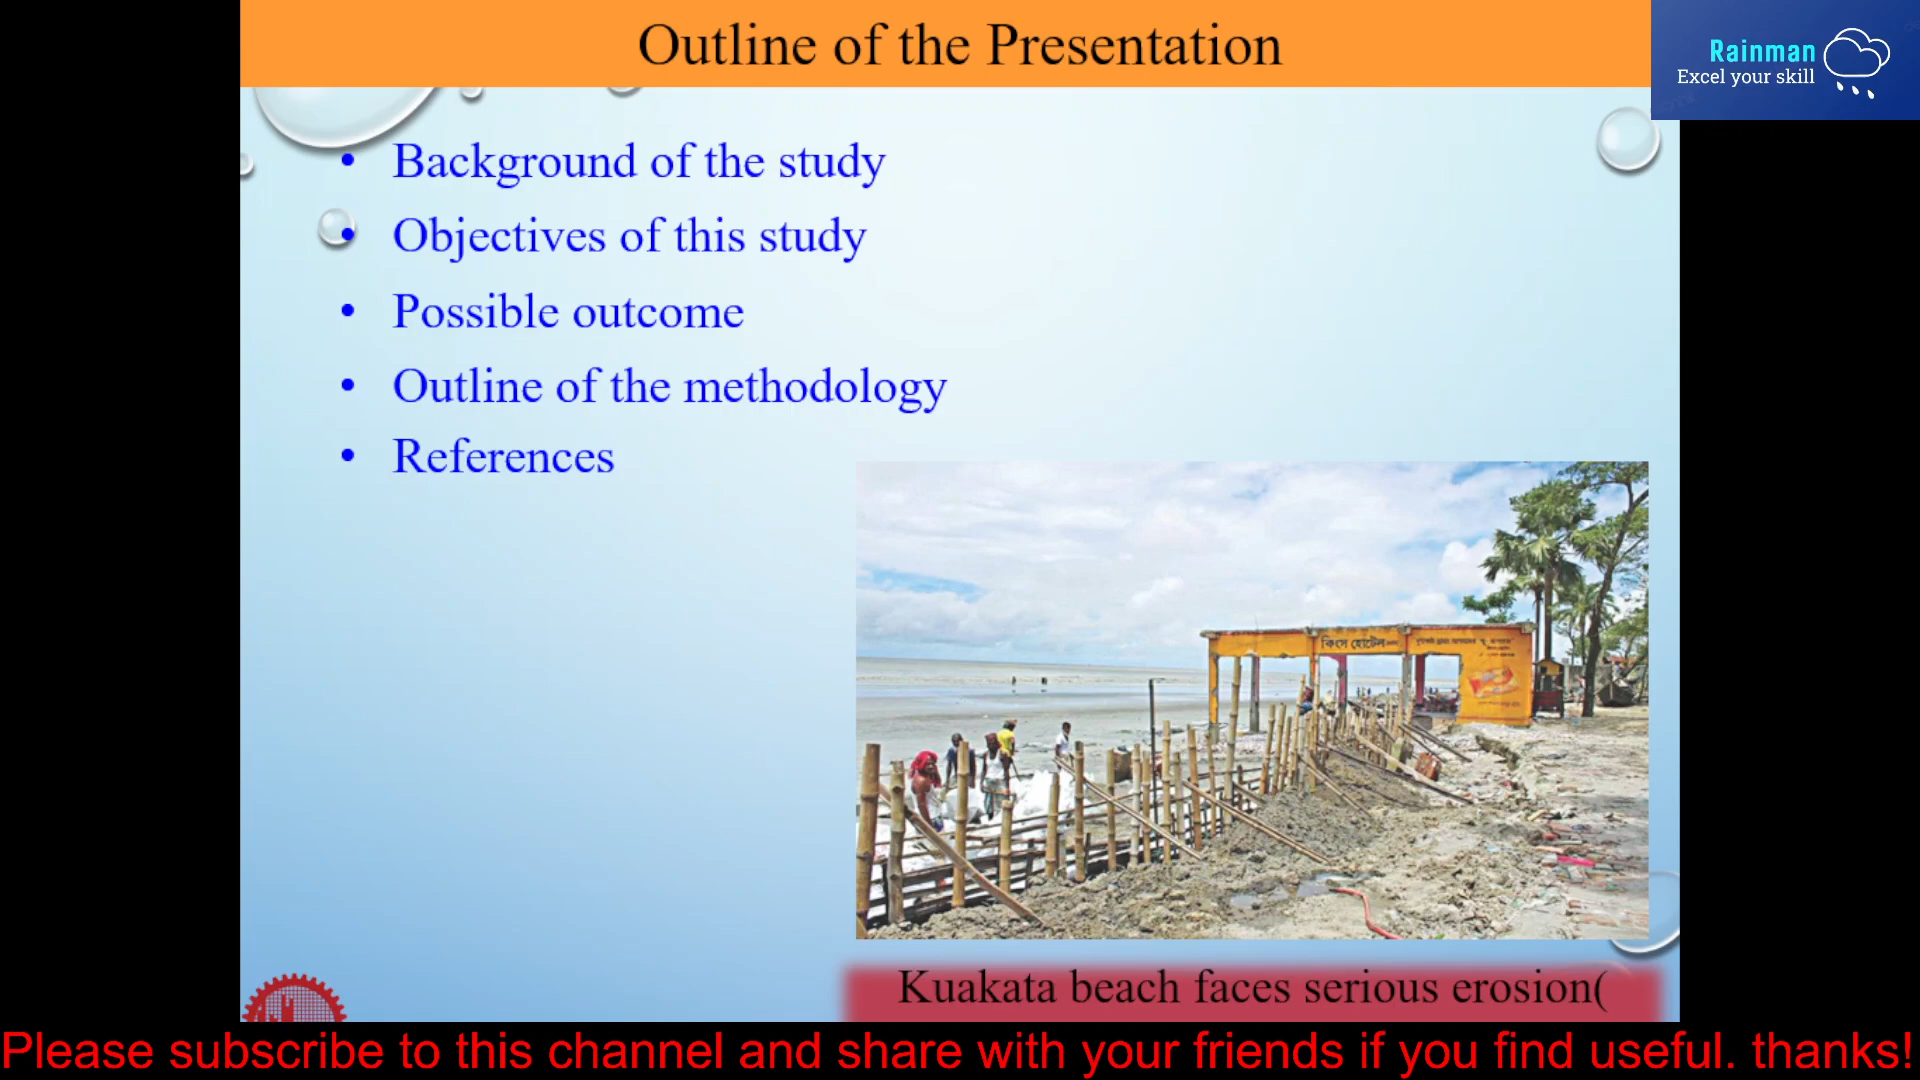 Outline of the Presentation
Rainman
Excel your skill
• Background of the study
• Objectives of this study
• Possible outcome
• Outline of the methodology
• References
কিংস হোটেল
Kuakata beach faces serious erosion(
Please subscribe to this channel and share with your friends if you find useful. thanks!